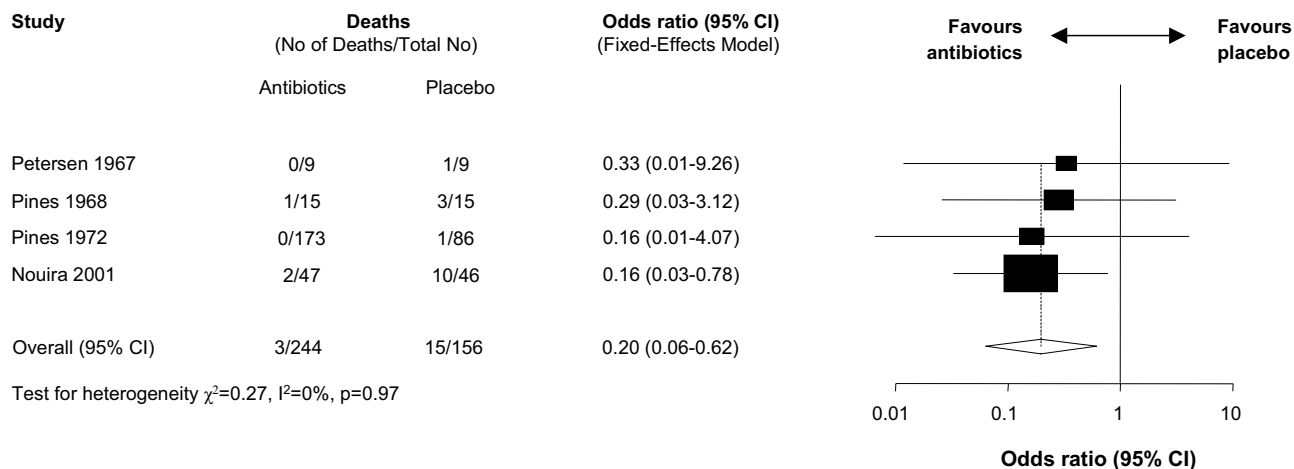 Study Deaths Odds ratio (95% CI) Favours Favours
(No of Deaths/Total No) (Fixed-Effects Model) antibiotics placebo
Antibiotics Placebo
Petersen 1967 0/9 1/9 0.33 (0.01-9.26)
Pines 1968 1/15 3/15 0.29 (0.03-3.12)
Pines 1972 0/173 1/86 0.16 (0.01-4.07)
Nouira 2001 2/47 10/46 0.16 (0.03-0.78)
Overall (95% CI) 3/244 15/156 0.20 (0.06-0.62)
Test for heterogeneity χ²=0.27, I²=0%, p=0.97
0.01 0.1 1 10
Odds ratio (95% CI)